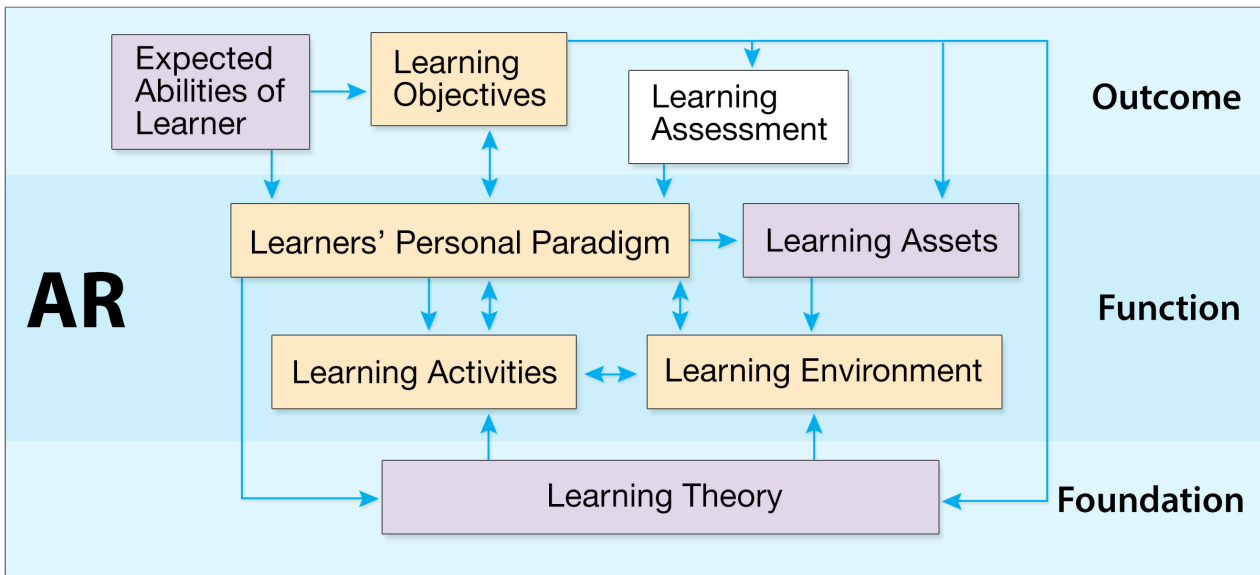 Expected
Abilities of
Learner
Learning
Objectives
Learning
Assessment
Outcome
Learners' Personal Paradigm
Learning Assets
AR
Function
Learning Activities
Learning Environment
Learning Theory
Foundation